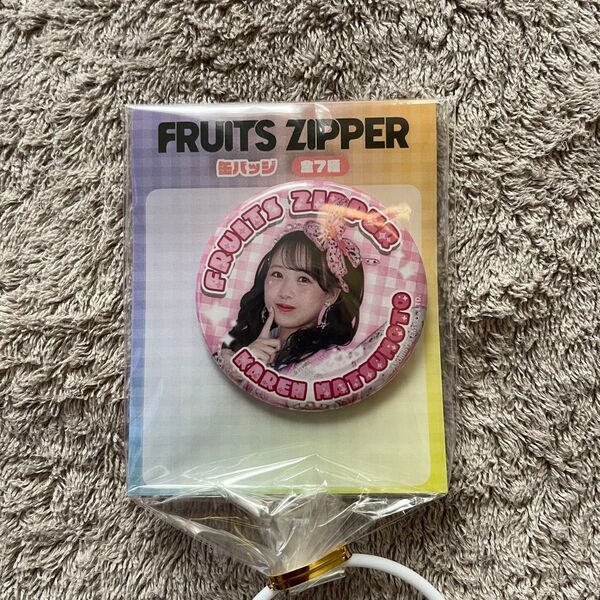 FRUITS ZIPPER
缶バッジ 全7種
FRUITS ZIPPER
KAREN MATSUMOTO